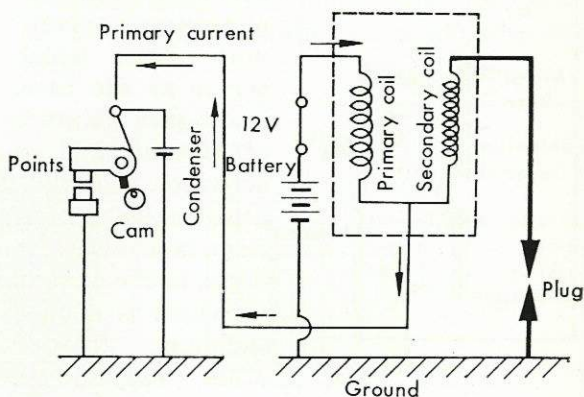 Primary current
Points
Cam
Condenser
12V
Battery
Primary coil
Secondary coil
Plug
Ground